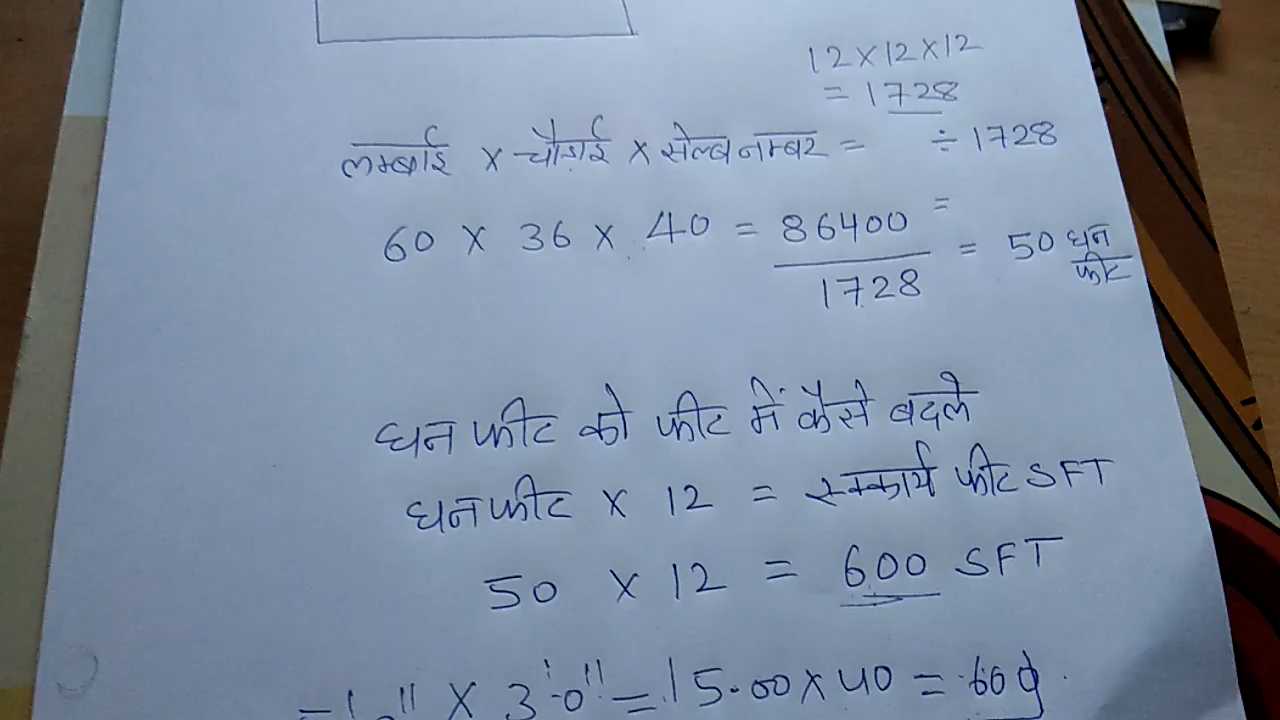 12 X 12 X 12
= 1728
लम्बाई X चौड़ाई X सेल्ब नम्बर = ÷ 1728
60 X 36 X 40 = 86400 =
1728
= 50 घन
फीट
घन फीट को फीट में कैसे बदले
घनफीट X 12 = स्क्वायर फीट SFT
50 X 12 = 600 SFT
X 3'-0" = 15.00 X 40 = 600